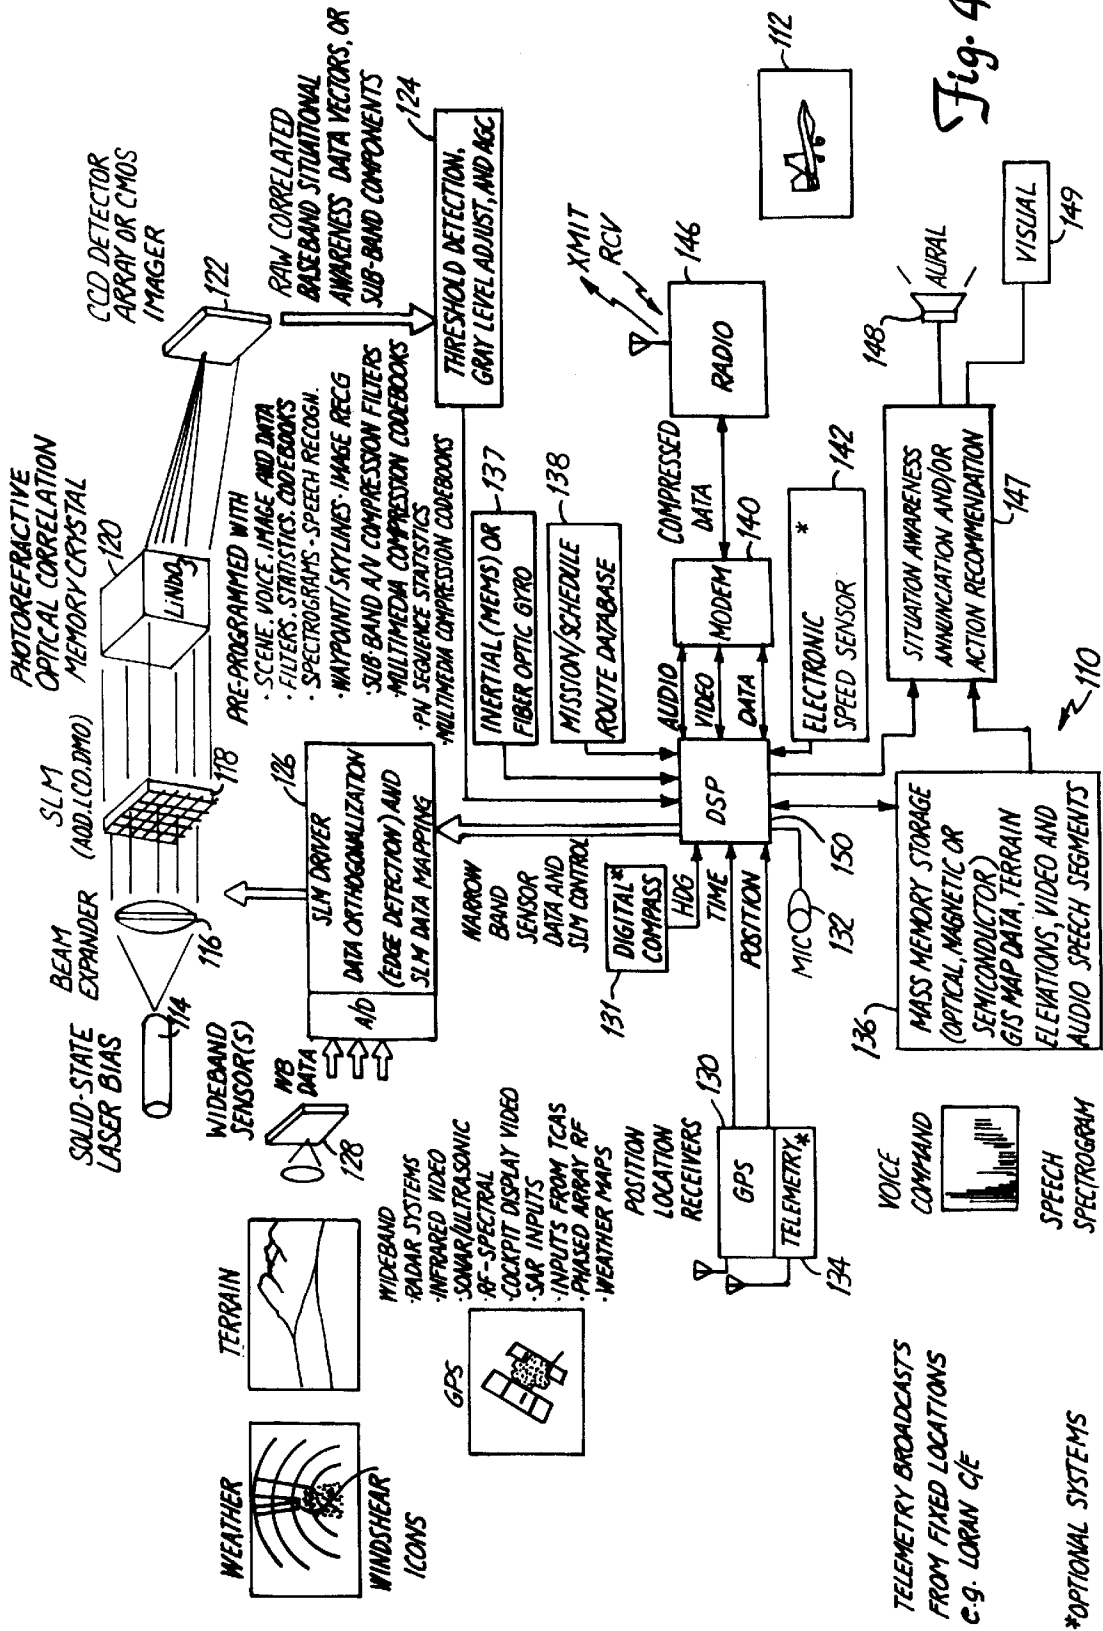 SOLID-STATE
LASER BIAS
114
BEAM
EXPANDER
116
SLM
(AOD.LCD.DMO)
118
PHOTOREFRACTIVE
OPTICAL CORRELATION
MEMORY CRYSTAL
120
LiNbO3
CCD DETECTOR
ARRAY OR CMOS
IMAGER
122
PRE-PROGRAMMED WITH
· SCENE. VOICE. IMAGE AND DATA
· FILTERS. STATISTICS. CODEBOOKS
· SPECTROGRAMS · SPEECH RECOGN.
· WAYPOINT/SKYLINES · IMAGE RECG
· SUB-BAND A/V COMPRESSION FILTERS
· MULTIMEDIA COMPRESSION CODEBOOKS
· PN SEQUENCE STATISTICS
· MULTIMEDIA COMPRESSION CODEBOOKS
RAW CORRELATED
BASEBAND SITUATIONAL
AWARENESS DATA VECTORS, OR
SUB-BAND COMPONENTS
124
THRESHOLD DETECTION,
GRAY LEVEL ADJUST, AND AGC
WEATHER
WINDSHEAR
ICONS
TERRAIN
WIDEBAND
SENSOR(S)
128
WB
DATA
A/D
126
SLM DRIVER
DATA ORTHOGONALIZATION
(EDGE DETECTION) AND
SLM DATA MAPPING
WIDEBAND
· RADAR SYSTEMS
· INFRARED VIDEO
· SONAR/ULTRASONIC
· RF-SPECTRAL
· COCKPIT DISPLAY VIDEO
· SAR INPUTS
· INPUTS FROM TCAS
· PHASED ARRAY RF
· WEATHER MAPS
GPS
NARROW
BAND
SENSOR
DATA AND
SLM CONTROL
INERTIAL (MEMS) OR
FIBER OPTIC GYRO
137
MISSION/SCHEDULE
ROUTE DATABASE
138
131
DIGITAL*
COMPASS
HDG
TIME
POSITION
POSITION
LOCATION
RECEIVERS
130
GPS
TELEMETRY*
134
MIC
132
DSP
150
AUDIO
VIDEO
DATA
MODEM
140
COMPRESSED
DATA
RADIO
146
XMIT
RCV
112
ELECTRONIC *
SPEED SENSOR
142
VOICE
COMMAND
SPEECH
SPECTROGRAM
136
MASS MEMORY STORAGE
(OPTICAL, MAGNETIC OR
SEMICONDUCTOR)
GIS MAP DATA, TERRAIN
ELEVATIONS, VIDEO AND
AUDIO SPEECH SEGMENTS
SITUATION AWARENESS
ANNUNCIATION AND/OR
ACTION RECOMMENDATION
147
148
AURAL
VISUAL
149
110
TELEMETRY BROADCASTS
FROM FIXED LOCATIONS
e.g. LORAN C/E
*OPTIONAL SYSTEMS
Fig. 4